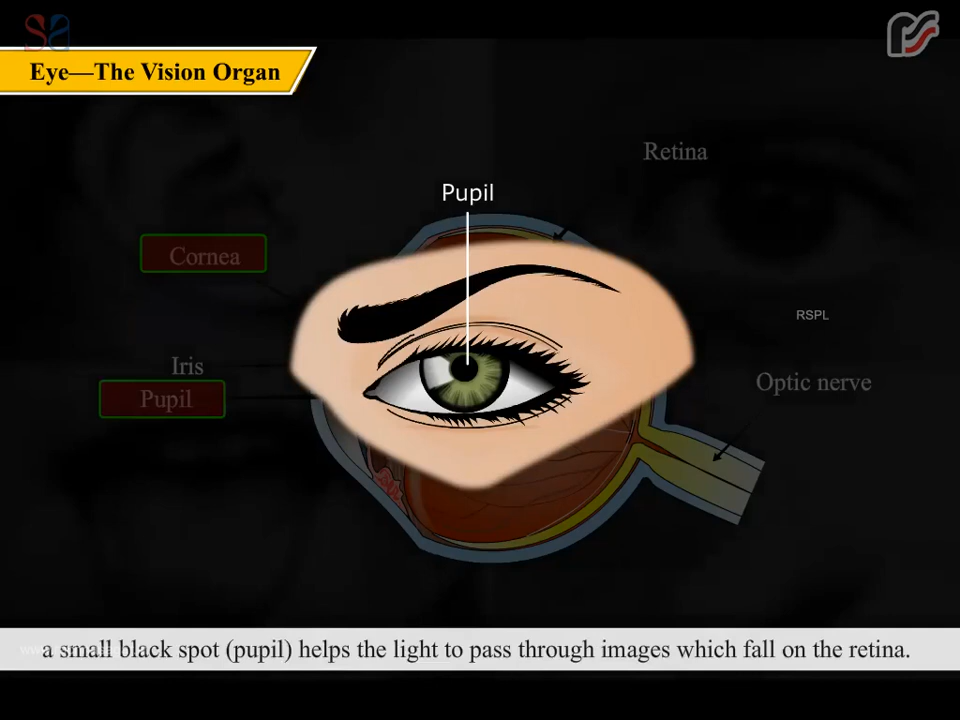 Eye—The Vision Organ
Retina
Pupil
Cornea
RSPL
Iris
Optic nerve
Pupil
a small black spot (pupil) helps the light to pass through images which fall on the retina.